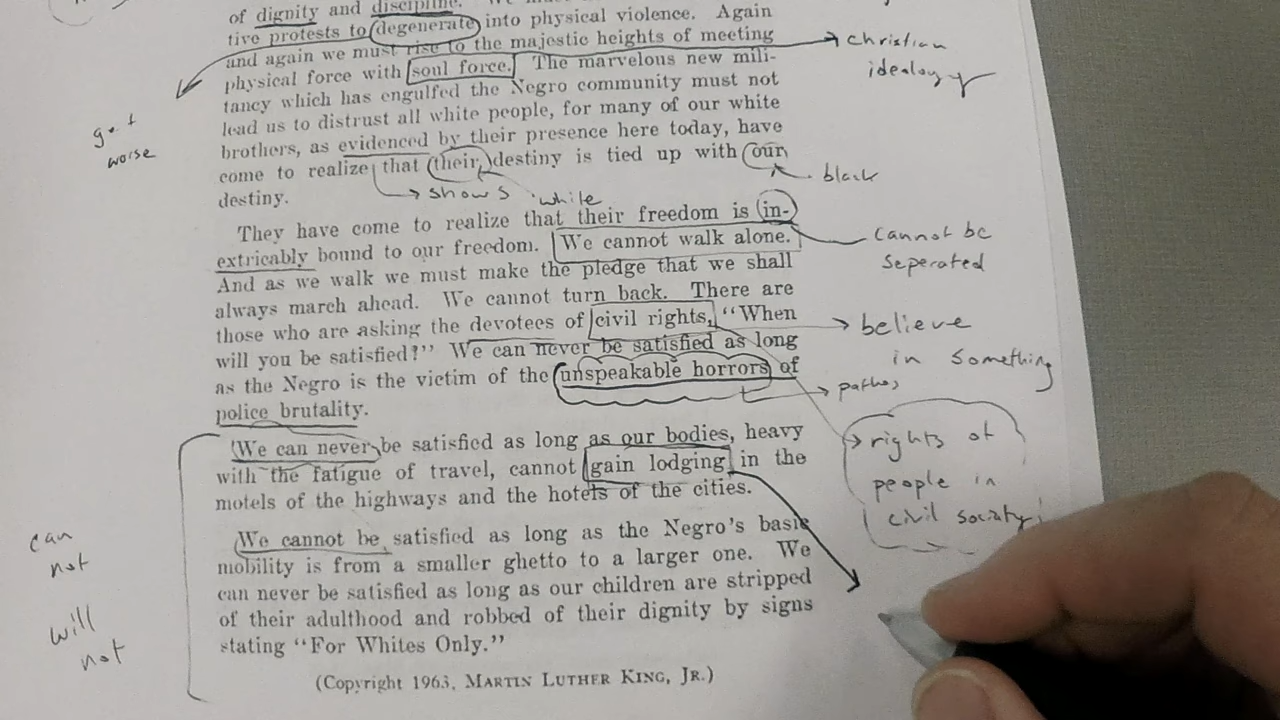 of dignity and discipline.
tive protests to degenerate into physical violence. Again
and again we must rise to the majestic heights of meeting
physical force with soul force. The marvelous new mili-
tancy which has engulfed the Negro community must not
lead us to distrust all white people, for many of our white
brothers, as evidenced by their presence here today, have
come to realize that their destiny is tied up with our
destiny.
They have come to realize that their freedom is in-
extricably bound to our freedom. We cannot walk alone.
And as we walk we must make the pledge that we shall
always march ahead. We cannot turn back. There are
those who are asking the devotees of civil rights, "When
will you be satisfied?" We can never be satisfied as long
as the Negro is the victim of the unspeakable horrors of
police brutality.
We can never be satisfied as long as our bodies, heavy
with the fatigue of travel, cannot gain lodging in the
motels of the highways and the hotels of the cities.
We cannot be satisfied as long as the Negro's basic
mobility is from a smaller ghetto to a larger one. We
can never be satisfied as long as our children are stripped
of their adulthood and robbed of their dignity by signs
stating "For Whites Only."
(Copyright 1963, MARTIN LUTHER KING, JR.)
christian
idealogy
get
worse
shows
white
black
cannot be
seperated
believe
in something
pathos
rights of
people in
civil society
can
not
will
not